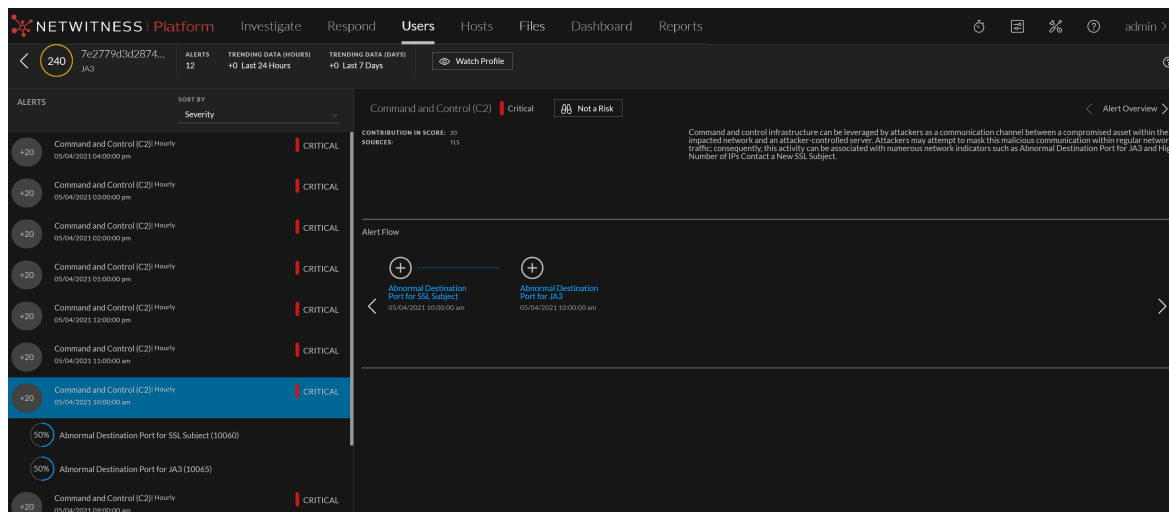 NETWITNESS | Platform Investigate Respond Users Hosts Files Dashboard Reports admin >
240 7e2779d3d2874... ALERTS TRENDING DATA (HOURS) TRENDING DATA (DAYS) Watch Profile
JA3 12 +0 Last 24 Hours +0 Last 7 Days
ALERTS SORT BY
Severity
+20 Command and Control (C2)| Hourly CRITICAL
05/04/2021 04:00:00 pm
+20 Command and Control (C2)| Hourly CRITICAL
05/04/2021 03:00:00 pm
+20 Command and Control (C2)| Hourly CRITICAL
05/04/2021 02:00:00 pm
+20 Command and Control (C2)| Hourly CRITICAL
05/04/2021 01:00:00 pm
+20 Command and Control (C2)| Hourly CRITICAL
05/04/2021 12:00:00 pm
+20 Command and Control (C2)| Hourly CRITICAL
05/04/2021 11:00:00 am
+20 Command and Control (C2)| Hourly CRITICAL
05/04/2021 10:00:00 am
50% Abnormal Destination Port for SSL Subject (10060)
50% Abnormal Destination Port for JA3 (10065)
+20 Command and Control (C2)| Hourly CRITICAL
05/04/2021 09:00:00 am
Command and Control (C2) Critical Not a Risk Alert Overview
CONTRIBUTION IN SCORE: 20
SOURCES: TLS
Command and control infrastructure can be leveraged by attackers as a communication channel between a compromised asset within the
impacted network and an attacker-controlled server. Attackers may attempt to mask this malicious communication within regular networ
traffic; consequently, this activity can be associated with numerous network indicators such as Abnormal Destination Port for JA3 and Hig
Number of IPs Contact a New SSL Subject.
Alert Flow
Abnormal Destination
Port for SSL Subject
05/04/2021 10:00:00 am
Abnormal Destination
Port for JA3
05/04/2021 10:00:00 am